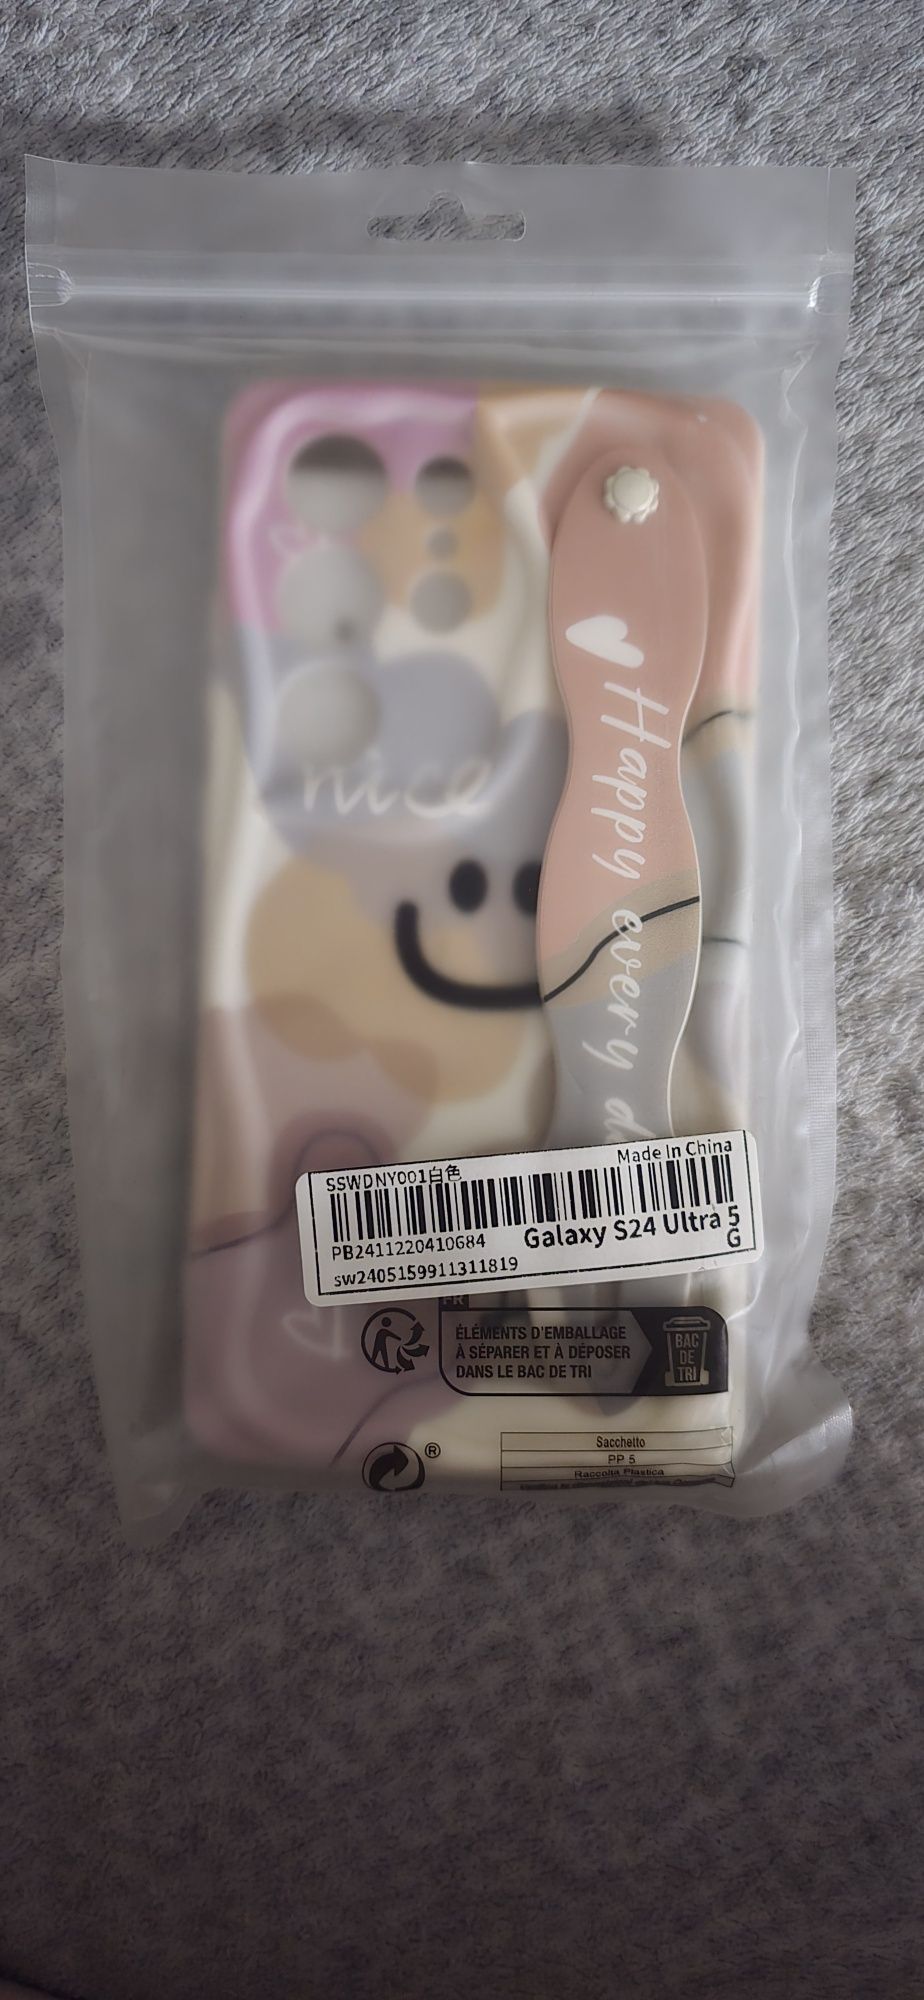 nice
Happy every d
SSWDNY001白色
Made In China
PB2411220410684
Galaxy S24 Ultra 5
G
sw2405159911311819
FR
ÉLÉMENTS D'EMBALLAGE
À SÉPARER ET À DÉPOSER
DANS LE BAC DE TRI
BAC
DE
TRI
®
Sacchetto
PP 5
Raccolta Plastica